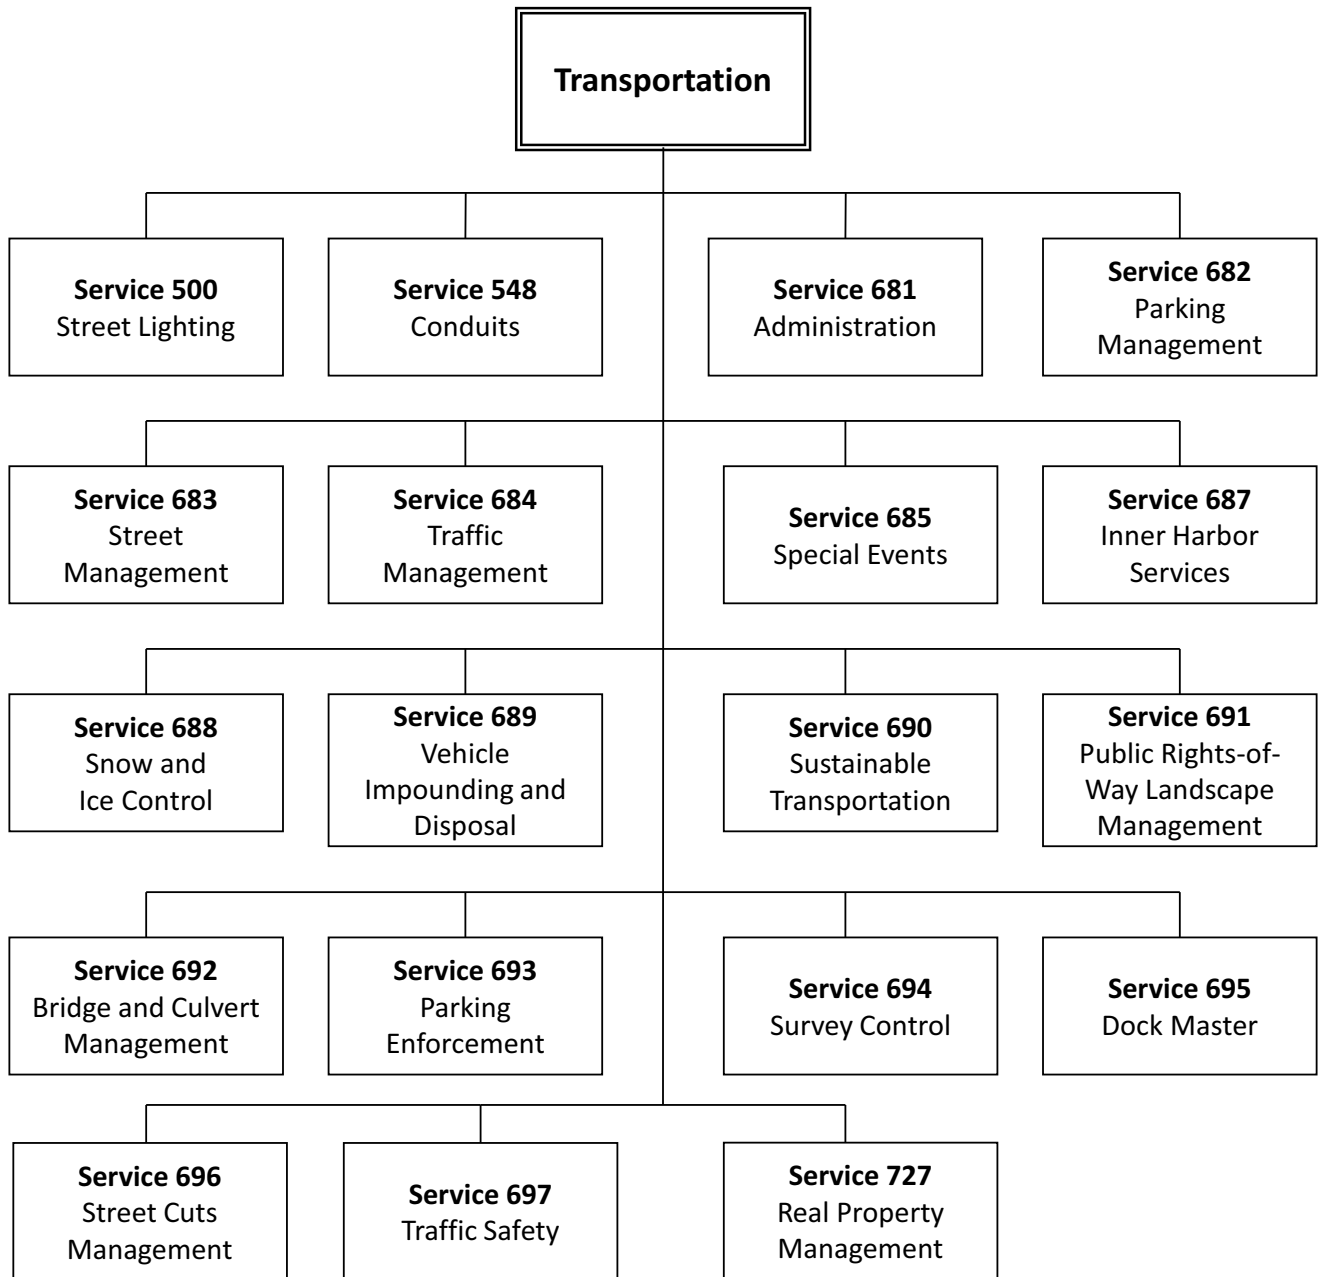 Transportation
Service 500
Street Lighting
Service 548
Conduits
Service 681
Administration
Service 682
Parking
Management
Service 683
Street
Management
Service 684
Traffic
Management
Service 685
Special Events
Service 687
Inner Harbor
Services
Service 688
Snow and
Ice Control
Service 689
Vehicle
Impounding and
Disposal
Service 690
Sustainable
Transportation
Service 691
Public Rights-of-
Way Landscape
Management
Service 692
Bridge and Culvert
Management
Service 693
Parking
Enforcement
Service 694
Survey Control
Service 695
Dock Master
Service 696
Street Cuts
Management
Service 697
Traffic Safety
Service 727
Real Property
Management